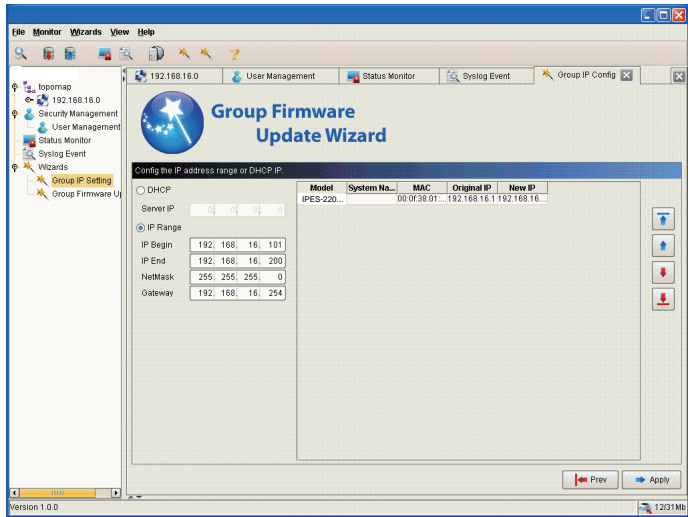 File Monitor Wizards View Help
topomap
192.168.16.0
Security Management
User Management
Status Monitor
Syslog Event
Wizards
Group IP Setting
Group Firmware U
192.168.16.0
User Management
Status Monitor
Syslog Event
Group IP Config
Group Firmware
Update Wizard
Config the IP address range or DHCP IP.
DHCP
Server IP 0. 0. 0. 0
IP Range
IP Begin 192. 168. 16. 101
IP End 192. 168. 16. 200
NetMask 255. 255. 255. 0
Gateway 192. 168. 16. 254
Model System Na... MAC Original IP New IP
IPES-220... 00:0f:38:01:... 192.168.16.1 192.168.16....
Prev Apply
Version 1.0.0 12/31Mb